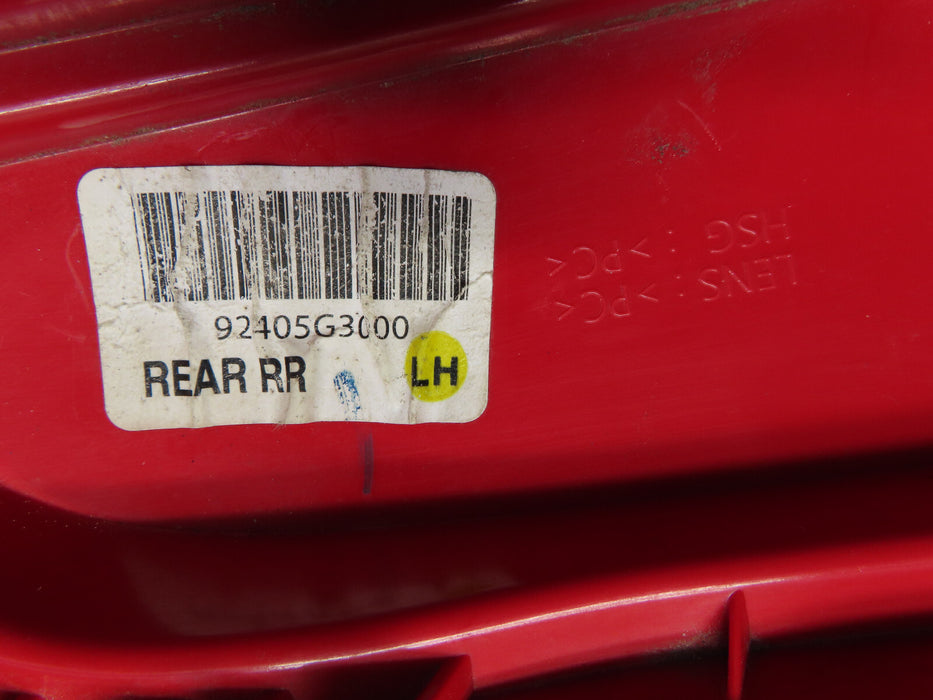 92405G3000
REAR RR LH
HSG : >PC<
LENS : >PC<